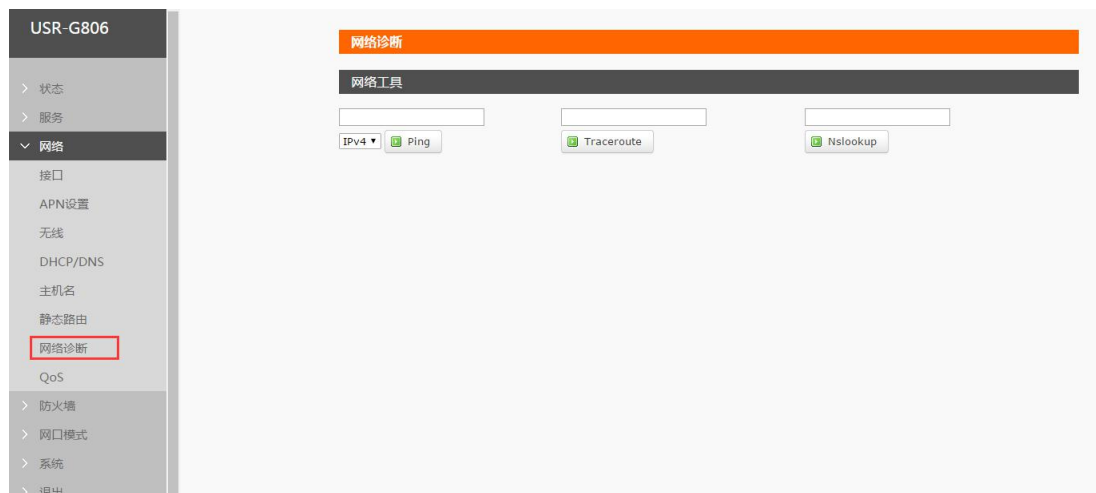 USR-G806
状态
服务
网络
接口
APN设置
无线
DHCP/DNS
主机名
静态路由
网络诊断
QoS
防火墙
网口模式
系统
退出
网络诊断
网络工具
IPv4 Ping
Traceroute
Nslookup